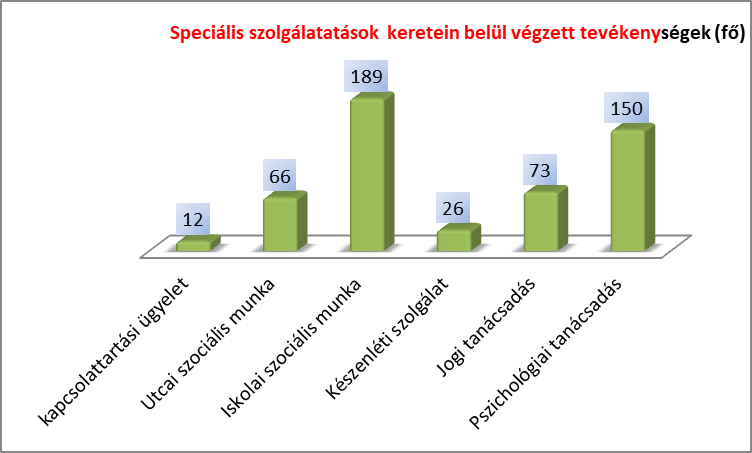 Speciális szolgálatatások keretein belül végzett tevékenységek (fő)
12
66
189
26
73
150
kapcsolattartási ügyelet
Utcai szociális munka
Iskolai szociális munka
Készenléti szolgálat
Jogi tanácsadás
Pszichológiai tanácsadás